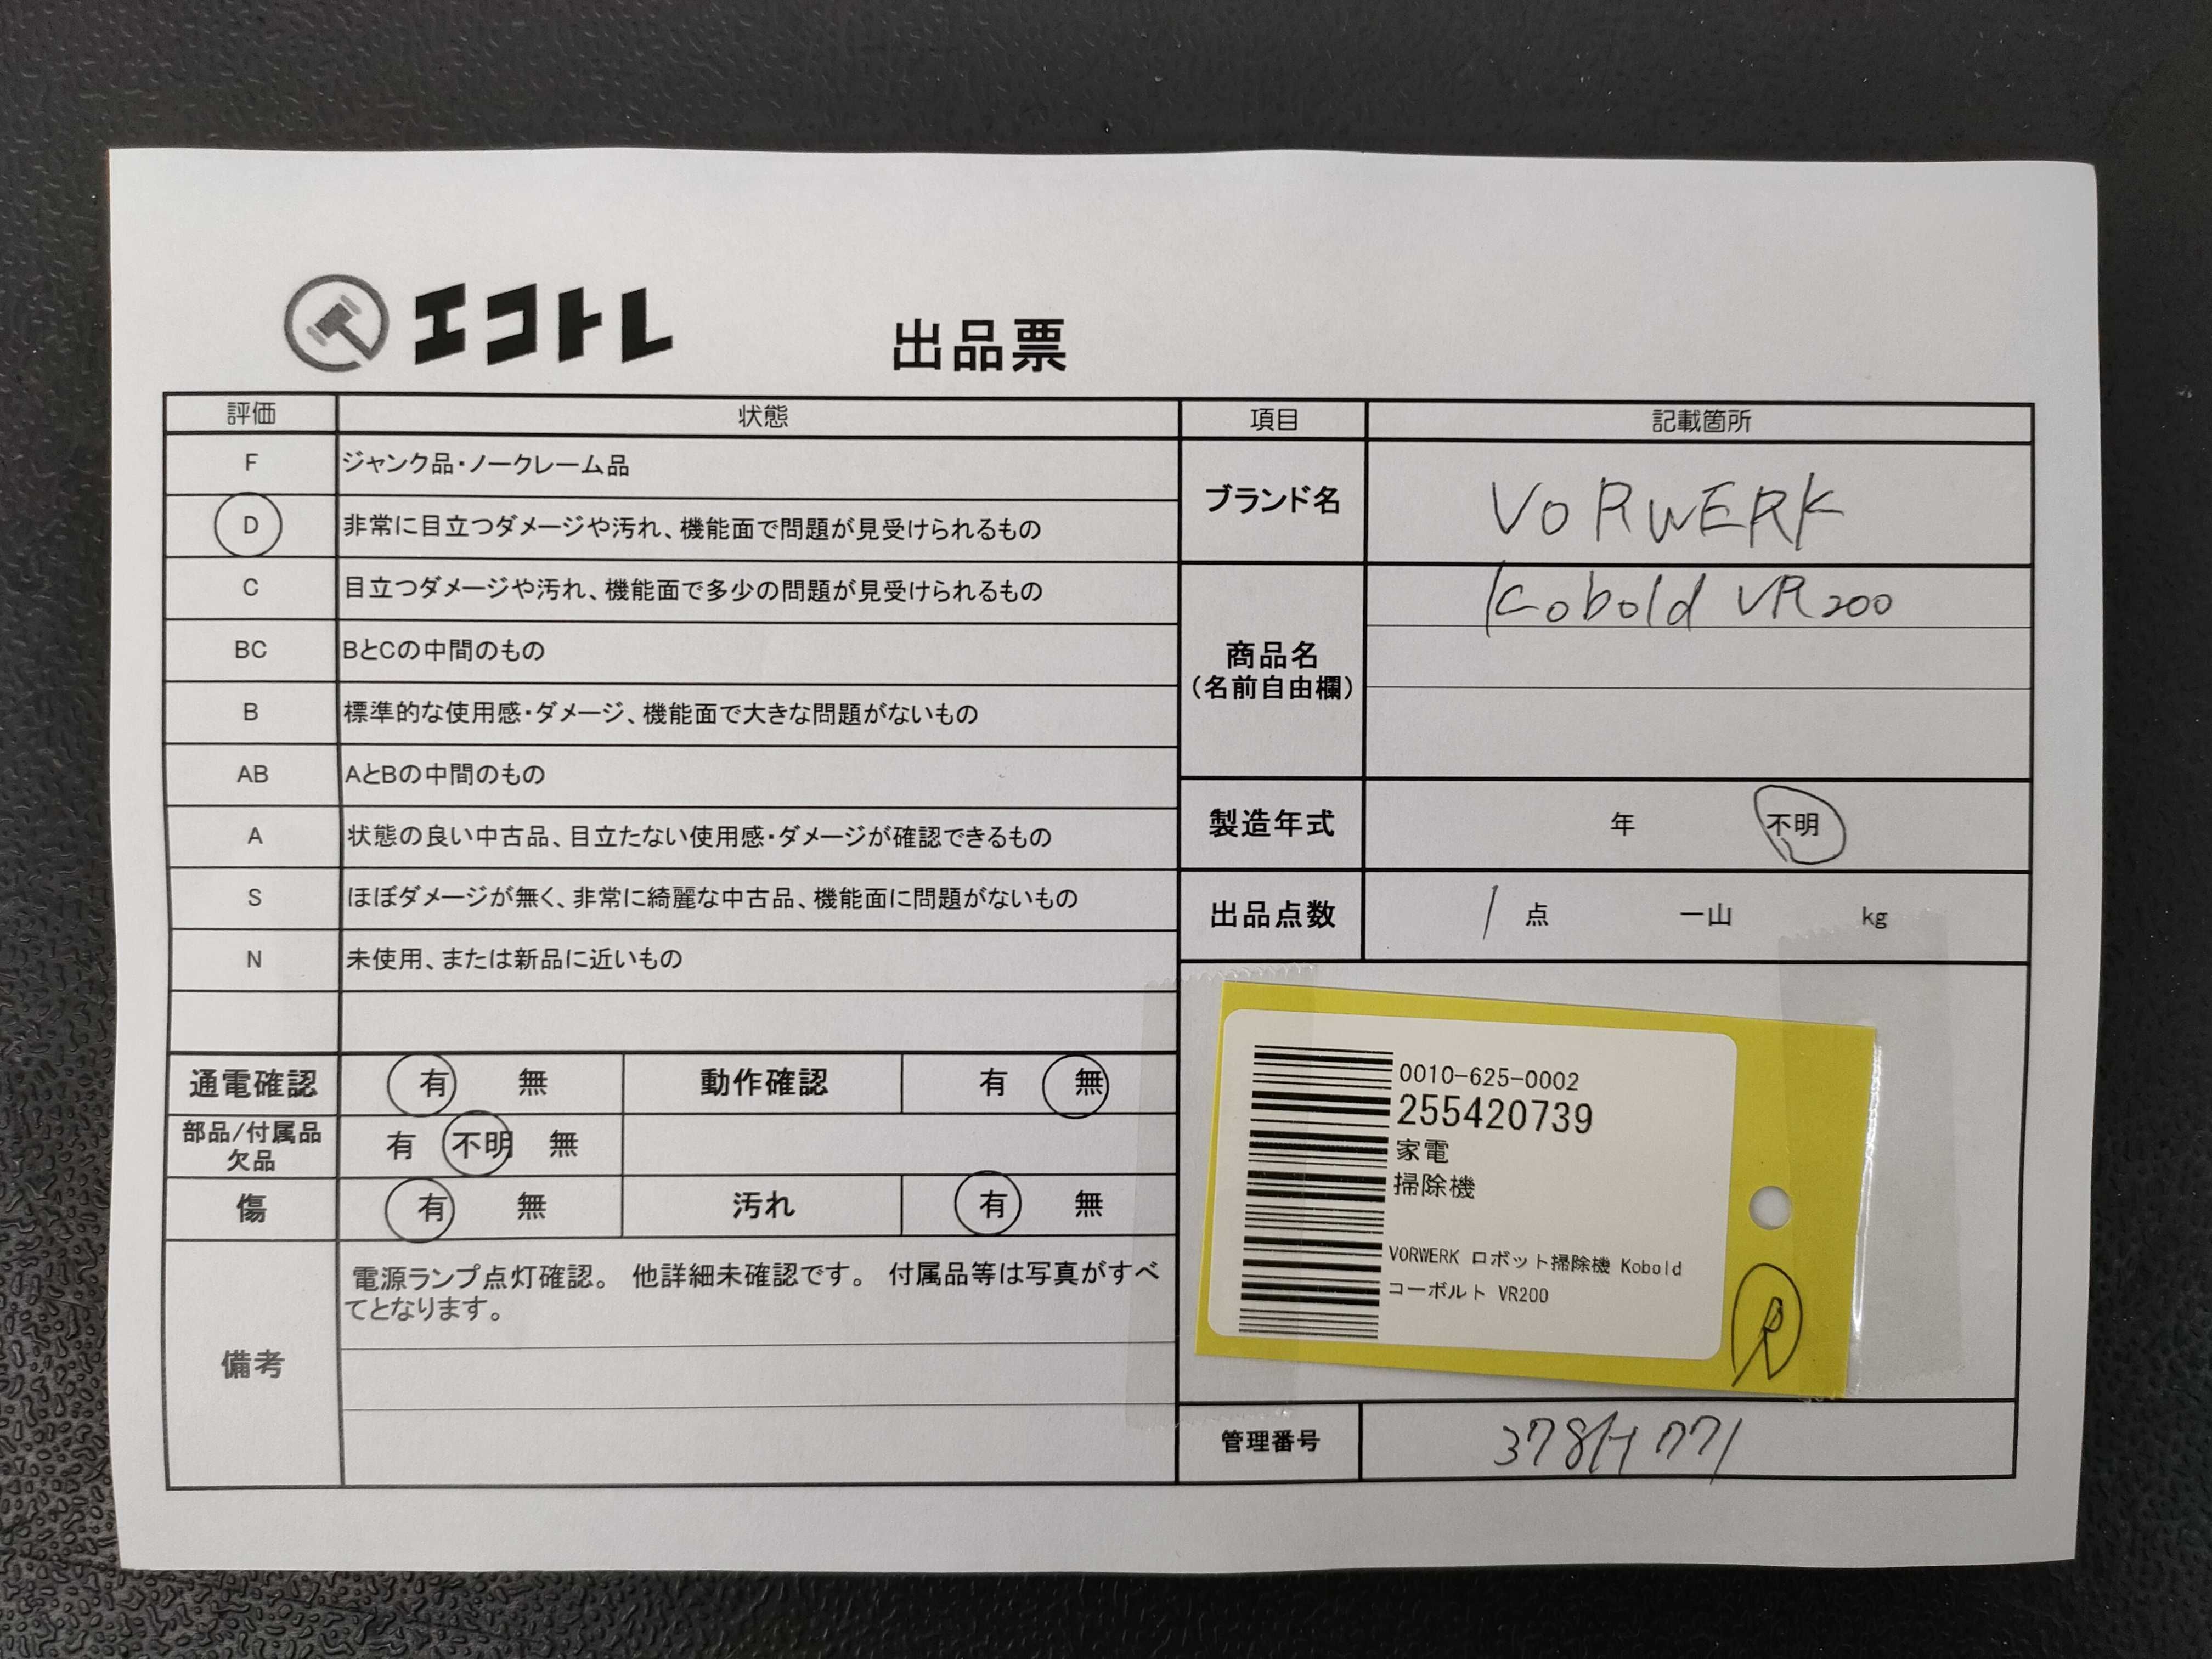 エコトレ
出品票
評価 状態
F ジャンク品・ノークレーム品
D 非常に目立つダメージや汚れ、機能面で問題が見受けられるもの
C 目立つダメージや汚れ、機能面で多少の問題が見受けられるもの
BC BとCの中間のもの
B 標準的な使用感・ダメージ、機能面で大きな問題がないもの
AB AとBの中間のもの
A 状態の良い中古品、目立たない使用感・ダメージが確認できるもの
S ほぼダメージが無く、非常に綺麗な中古品、機能面に問題がないもの
N 未使用、または新品に近いもの
通電確認 有 無 動作確認 有 無
部品/付属品
欠品 有 不明 無
傷 有 無 汚れ 有 無
備考
電源ランプ点灯確認。 他詳細未確認です。 付属品等は写真がすべ
てとなります。
項目 記載箇所
ブランド名 VORWERK
商品名
(名前自由欄)
Kobold VR200
製造年式 年 不明
出品点数 1 点 一山 kg
0010-625-0002
255420739
家電
掃除機
VORWERK ロボット掃除機 Kobold
コーボルト VR200
管理番号 378H771